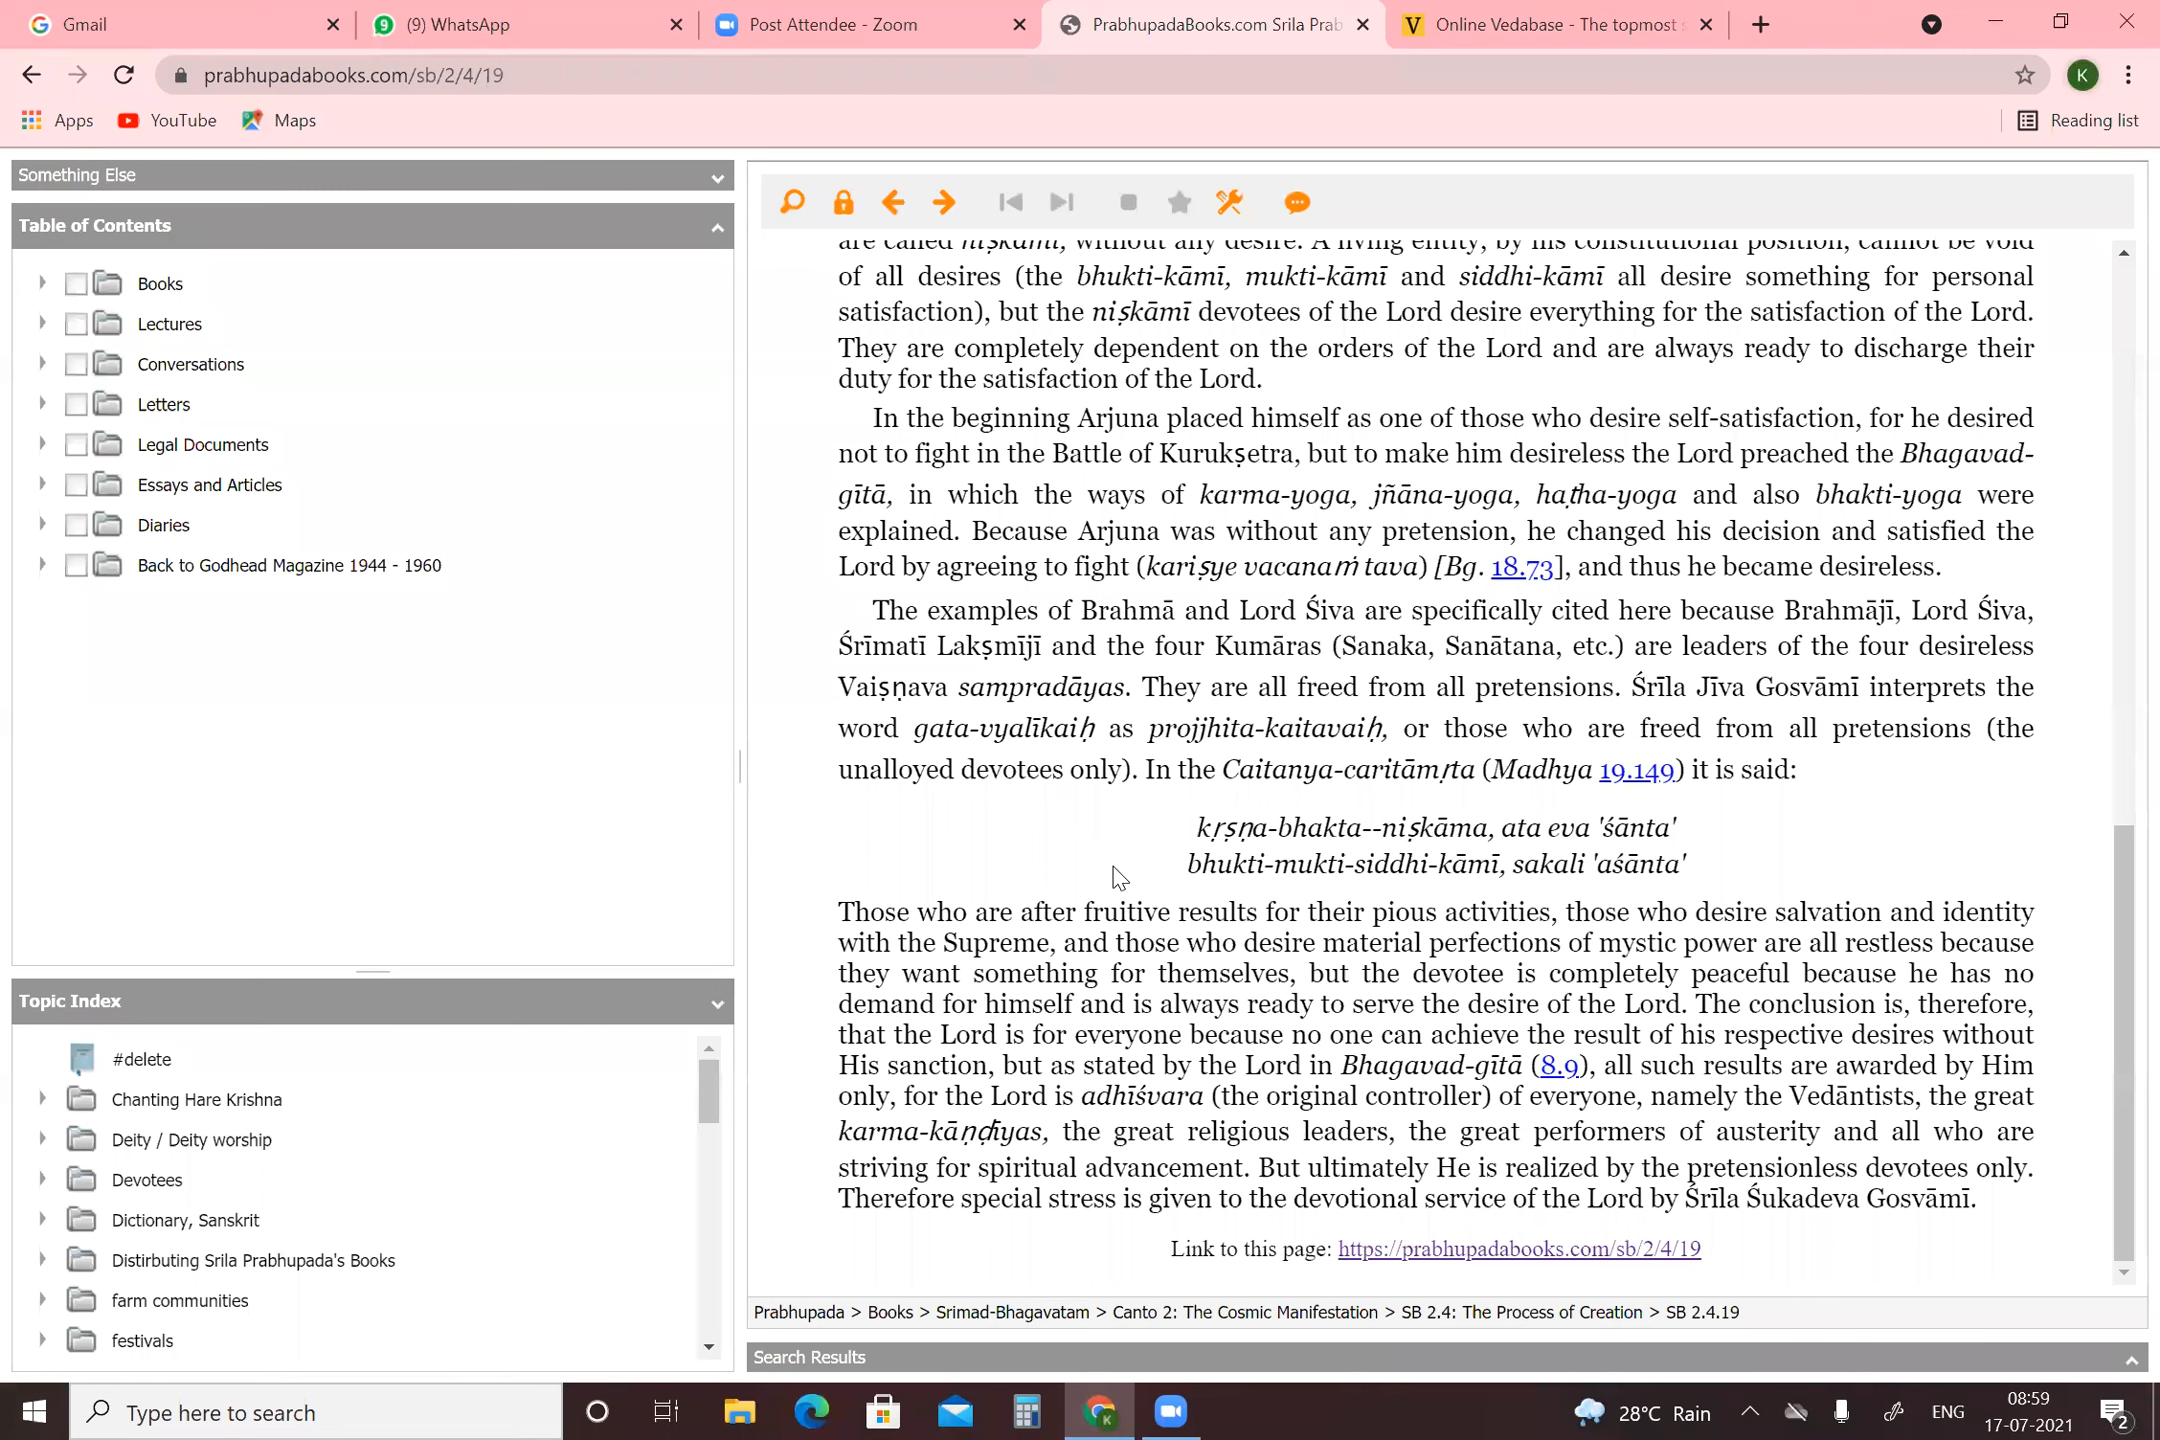 Gmail
(9) WhatsApp
Post Attendee - Zoom
PrabhupadaBooks.com Srila Prab
Online Vedabase - The topmost s
prabhupadabooks.com/sb/2/4/19
K
Apps
YouTube
Maps
Reading list
Something Else
Table of Contents
Books
Lectures
Conversations
Letters
Legal Documents
Essays and Articles
Diaries
Back to Godhead Magazine 1944 - 1960
Topic Index
#delete
Chanting Hare Krishna
Deity / Deity worship
Devotees
Dictionary, Sanskrit
Distirbuting Srila Prabhupada's Books
farm communities
festivals
are called niṣkāmī, without any desire. A living entity, by his constitutional position, cannot be void
of all desires (the bhukti-kāmī, mukti-kāmī and siddhi-kāmī all desire something for personal
satisfaction), but the niṣkāmī devotees of the Lord desire everything for the satisfaction of the Lord.
They are completely dependent on the orders of the Lord and are always ready to discharge their
duty for the satisfaction of the Lord.
In the beginning Arjuna placed himself as one of those who desire self-satisfaction, for he desired
not to fight in the Battle of Kurukṣetra, but to make him desireless the Lord preached the Bhagavad-
gītā, in which the ways of karma-yoga, jñāna-yoga, haṭha-yoga and also bhakti-yoga were
explained. Because Arjuna was without any pretension, he changed his decision and satisfied the
Lord by agreeing to fight (kariṣye vacanaṁ tava) [Bg. 18.73], and thus he became desireless.
The examples of Brahmā and Lord Śiva are specifically cited here because Brahmājī, Lord Śiva,
Śrīmatī Lakṣmījī and the four Kumāras (Sanaka, Sanātana, etc.) are leaders of the four desireless
Vaiṣṇava sampradāyas. They are all freed from all pretensions. Śrīla Jīva Gosvāmī interprets the
word gata-vyalīkaiḥ as projjhita-kaitavaiḥ, or those who are freed from all pretensions (the
unalloyed devotees only). In the Caitanya-caritāmṛta (Madhya 19.149) it is said:
kṛṣṇa-bhakta--niṣkāma, ata eva 'śānta'
bhukti-mukti-siddhi-kāmī, sakali 'aśānta'
Those who are after fruitive results for their pious activities, those who desire salvation and identity
with the Supreme, and those who desire material perfections of mystic power are all restless because
they want something for themselves, but the devotee is completely peaceful because he has no
demand for himself and is always ready to serve the desire of the Lord. The conclusion is, therefore,
that the Lord is for everyone because no one can achieve the result of his respective desires without
His sanction, but as stated by the Lord in Bhagavad-gītā (8.9), all such results are awarded by Him
only, for the Lord is adhīśvara (the original controller) of everyone, namely the Vedāntists, the great
karma-kāṇḍīyas, the great religious leaders, the great performers of austerity and all who are
striving for spiritual advancement. But ultimately He is realized by the pretensionless devotees only.
Therefore special stress is given to the devotional service of the Lord by Śrīla Śukadeva Gosvāmī.
Link to this page: https://prabhupadabooks.com/sb/2/4/19
Prabhupada > Books > Srimad-Bhagavatam > Canto 2: The Cosmic Manifestation > SB 2.4: The Process of Creation > SB 2.4.19
Search Results
Type here to search
28°C Rain
ENG
08:59
17-07-2021
2